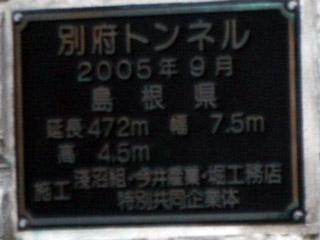 別府トンネル
2005年9月
島根県
延長472m 幅 7.5m
高 4.5m
施工 浅沼組・今井産業・堀工務店
特別共同企業体